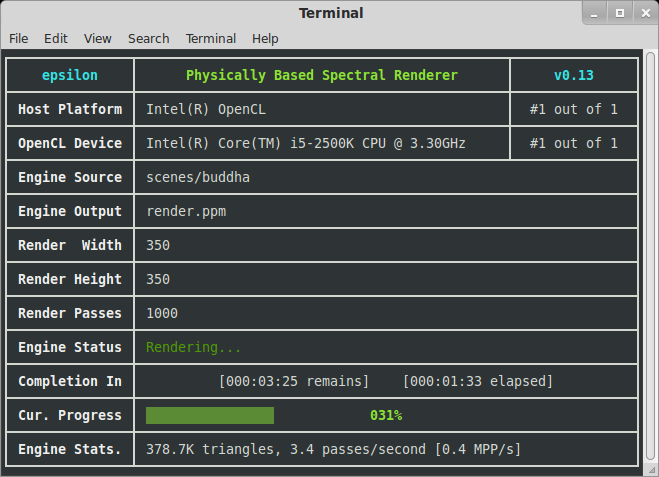 Terminal
File Edit View Search Terminal Help
epsilon Physically Based Spectral Renderer v0.13
Host Platform Intel(R) OpenCL #1 out of 1
OpenCL Device Intel(R) Core(TM) i5-2500K CPU @ 3.30GHz #1 out of 1
Engine Source scenes/buddha
Engine Output render.ppm
Render Width 350
Render Height 350
Render Passes 1000
Engine Status Rendering...
Completion In [000:03:25 remains] [000:01:33 elapsed]
Cur. Progress 031%
Engine Stats. 378.7K triangles, 3.4 passes/second [0.4 MPP/s]